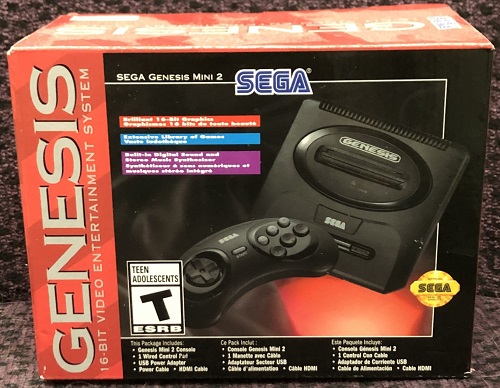 GENESIS
16-BIT VIDEO ENTERTAINMENT SYSTEM
GENESIS
SEGA GENESIS MINI 2
SEGA
Brilliant 16-Bit Graphics
Graphismes 16 bits de toute beauté
Extensive Library of Games
Vaste ludothèque
Built-in Digital Sound and
Stereo Music Synthesizer
Synthétiseur à sons numériques et
musiques stéréo intégré
GENESIS
SEGA
SEGA
TEEN
ADOLESCENTS
T
ESRB
SEGA
This Package Includes:
• Genesis Mini 2 Console
• 1 Wired Control Pad
• USB Power Adapter
• Power Cable • HDMI Cable
Ce Pack Inclut :
• Console Genesis Mini 2
• 1 Manette avec Câble
• Adaptateur Secteur USB
• Câble d'alimentation • Câble HDMI
Este Paquete Incluye:
• Consola Génesis Mini 2
• 1 Control Con Cable
• Adaptador de Corriente USB
• Cable de Alimentación • Cable HDMI